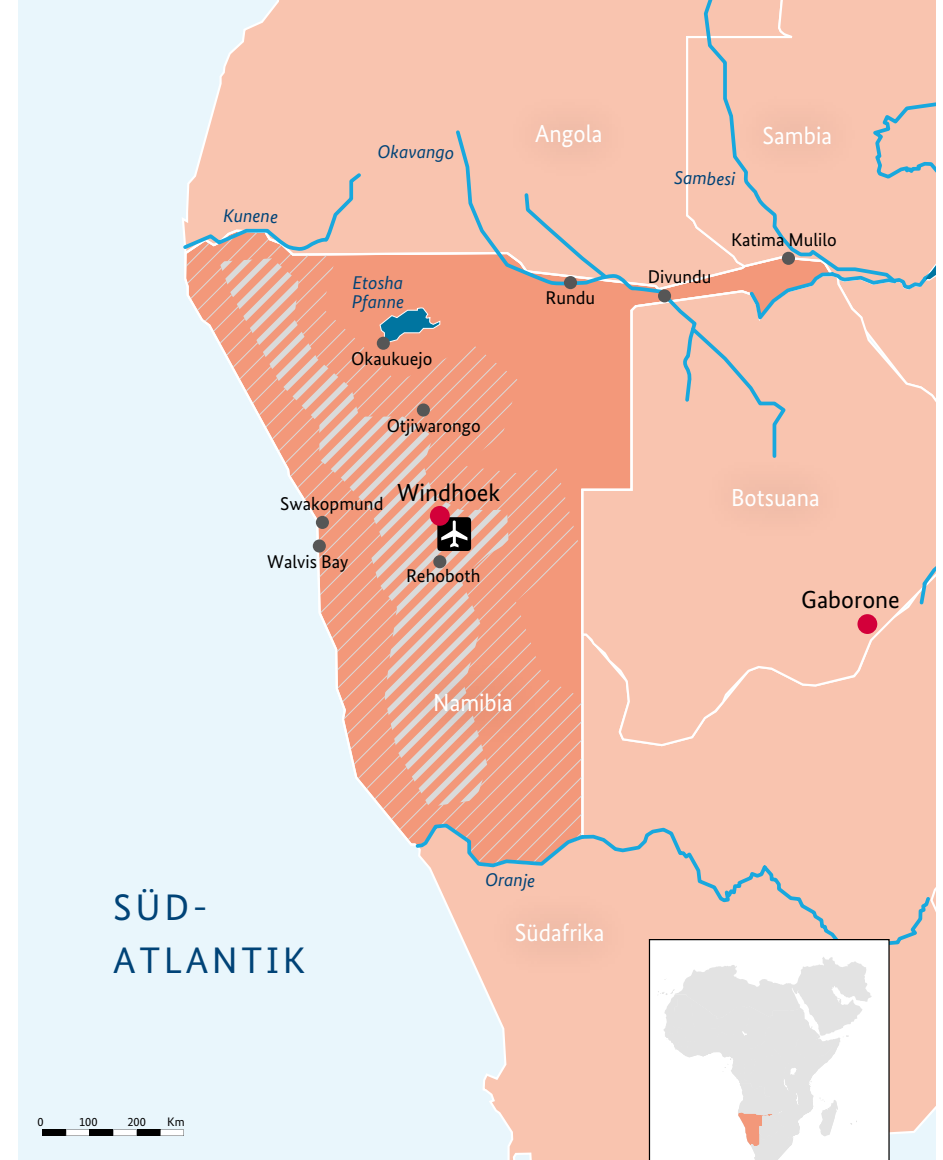 Angola
Sambia
Okavango
Sambesi
Kunene
Katima Mulilo
Etosha
Pfanne
Divundu
Rundu
Okaukuejo
Otjiwarongo
Windhoek
Swakopmund
Botsuana
Walvis Bay
Rehoboth
Gaborone
Namibia
Oranje
SÜD-
ATLANTIK
Südafrika
0 100 200 Km